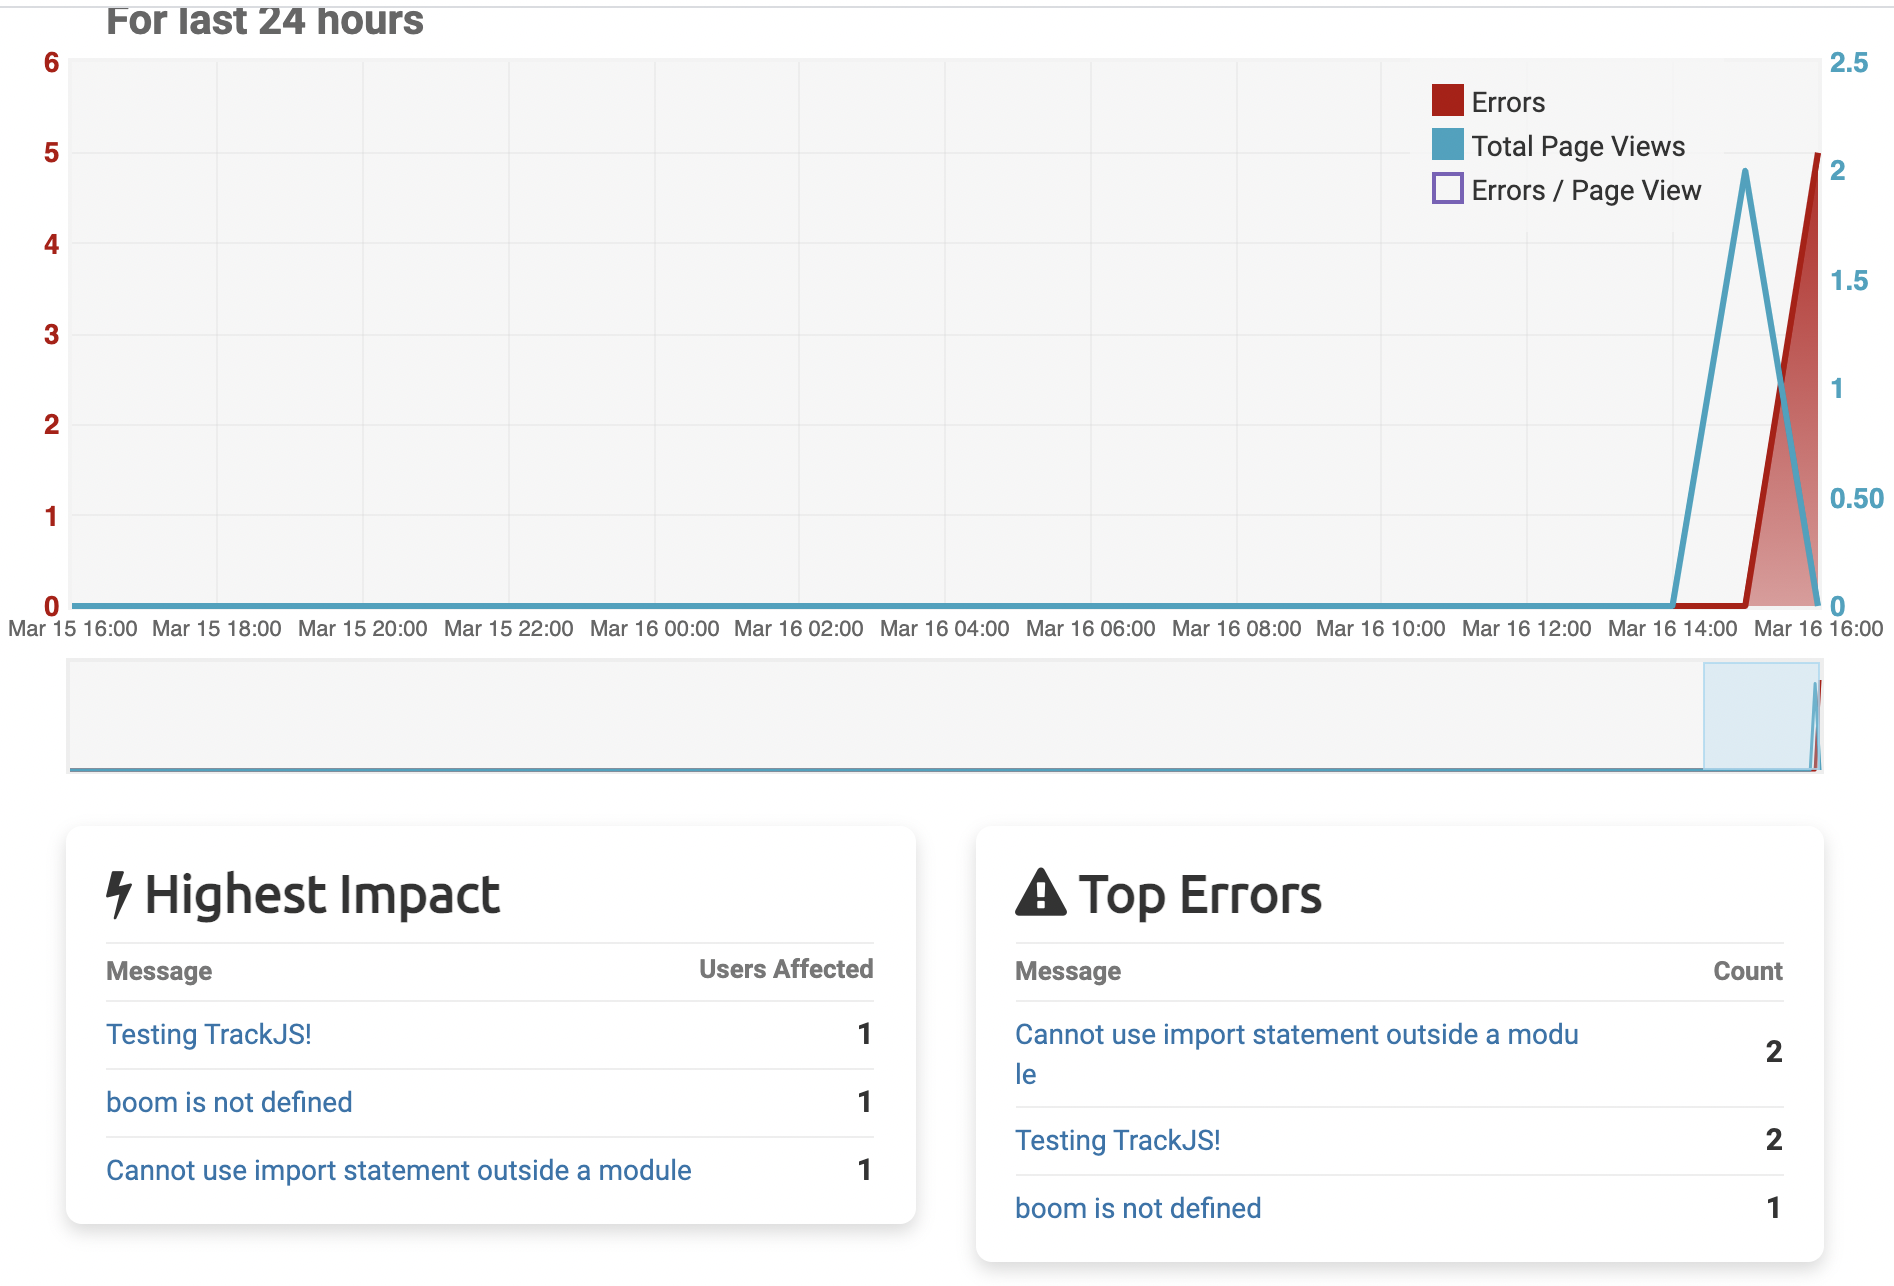 For last 24 hours
6
5
4
3
2
1
0
2.5
2
1.5
1
0.50
0
Errors
Total Page Views
Errors / Page View
Mar 15 16:00 Mar 15 18:00 Mar 15 20:00 Mar 15 22:00 Mar 16 00:00 Mar 16 02:00 Mar 16 04:00 Mar 16 06:00 Mar 16 08:00 Mar 16 10:00 Mar 16 12:00 Mar 16 14:00 Mar 16 16:00
Highest Impact
Message Users Affected
Testing TrackJS! 1
boom is not defined 1
Cannot use import statement outside a module 1
Top Errors
Message Count
Cannot use import statement outside a modu
le 2
Testing TrackJS! 2
boom is not defined 1